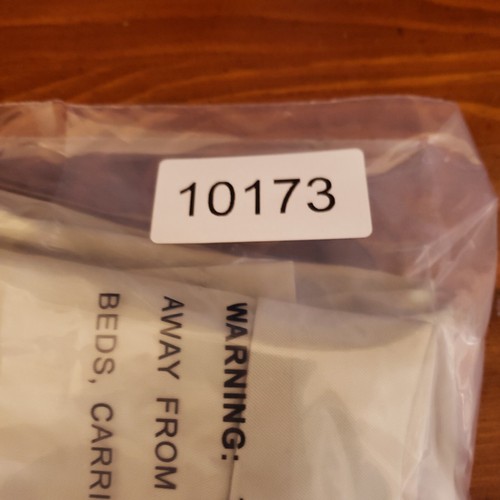 10173
WARNING:
AWAY FROM
BEDS, CARRI